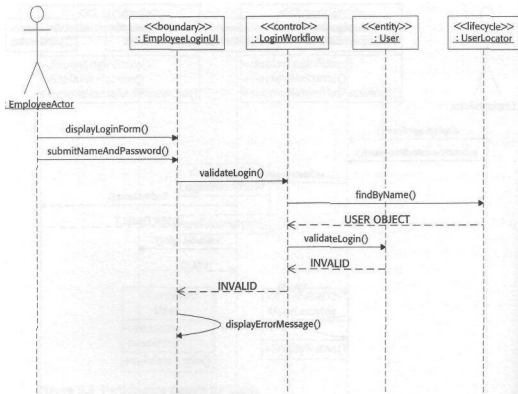 <<boundary>>
: EmployeeLoginUI
<<control>>
: LoginWorkflow
<<entity>>
: User
<<lifecycle>>
: UserLocator
: EmployeeActor
displayLoginForm()
submitNameAndPassword()
validateLogin()
findByName()
USER OBJECT
validateLogin()
INVALID
INVALID
displayErrorMessage()